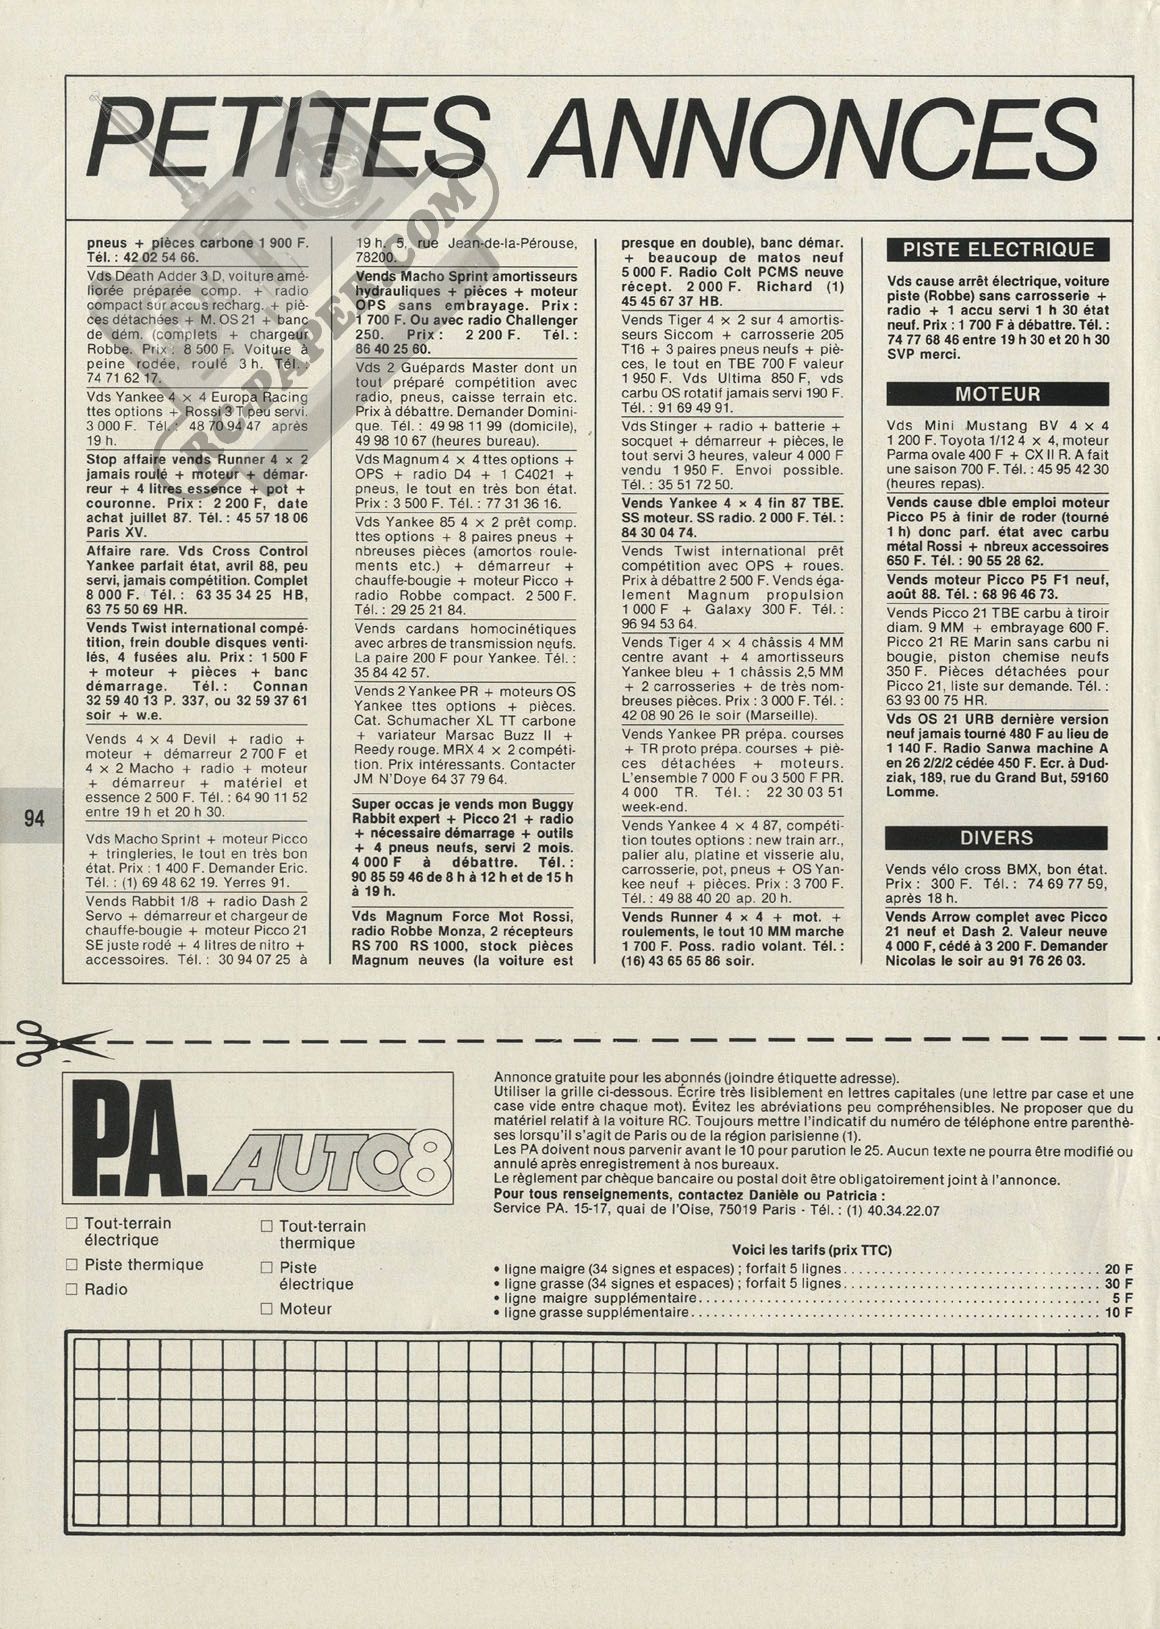 PETITES ANNONCES
RC-PAPER.COM
pneus + pièces carbone 1 900 F.
Tél. : 42 02 54 66.
Vds Death Adder 3 D, voiture amé-
liorée préparée comp. + radio
compact sur accus recharg. + piè-
ces détachées + M. OS 21 + banc
de dém. (complets + chargeur
Robbe. Prix : 8 500 F. Voiture à
peine rodée, roulé 3 h. Tél. :
74 71 62 17.
Vds Yankee 4 × 4 Europa Racing
ttes options + Rossi 3 T peu servi.
3 000 F. Tél. : 48 70 94 47 après
19 h.
Stop affaire vends Runner 4 × 2
jamais roulé + moteur + démar-
reur + 4 litres essence + pot +
couronne. Prix : 2 200 F, date
achat juillet 87. Tél. : 45 57 18 06
Paris XV.
Affaire rare. Vds Cross Control
Yankee parfait état, avril 88, peu
servi, jamais compétition. Complet
8 000 F. Tél. : 63 35 34 25 HB,
63 75 50 69 HR.
Vends Twist international compé-
tition, frein double disques venti-
lés, 4 fusées alu. Prix : 1 500 F
+ moteur + pièces + banc
démarrage. Tél. : Connan
32 59 40 13 P. 337, ou 32 59 37 61
soir + w.e.
Vends 4 × 4 Devil + radio +
moteur + démarreur 2 700 F et
4 × 2 Macho + radio + moteur
+ démarreur + matériel et
essence 2 500 F. Tél. : 64 90 11 52
entre 19 h et 20 h 30.
Vds Macho Sprint + moteur Picco
+ tringleries, le tout en très bon
état. Prix : 1 400 F. Demander Eric.
Tél. : (1) 69 48 62 19. Yerres 91.
Vends Rabbit 1/8 + radio Dash 2
Servo + démarreur et chargeur de
chauffe-bougie + moteur Picco 21
SE juste rodé + 4 litres de nitro +
accessoires. Tél. : 30 94 07 25 à
19 h, 5, rue Jean-de-la-Pérouse,
78200.
Vends Macho Sprint amortisseurs
hydrauliques + pièces + moteur
OPS sans embrayage. Prix :
1 700 F. Ou avec radio Challenger
250. Prix : 2 200 F. Tél. :
86 40 25 60.
Vds 2 Guépards Master dont un
tout préparé compétition avec
radio, pneus, caisse terrain etc.
Prix à débattre. Demander Domini-
que. Tél. : 49 98 11 99 (domicile),
49 98 10 67 (heures bureau).
Vds Magnum 4 × 4 ttes options +
OPS + radio D4 + 1 C4021 +
pneus, le tout en très bon état.
Prix : 3 500 F. Tél. : 77 31 36 16.
Vds Yankee 85 4 × 2 prêt comp.
ttes options + 8 paires pneus +
nbreuses pièces (amortos roule-
ments etc.) + démarreur +
chauffe-bougie + moteur Picco +
radio Robbe compact. 2 500 F.
Tél. : 29 25 21 84.
Vends cardans homocinétiques
avec arbres de transmission neufs.
La paire 200 F pour Yankee. Tél. :
35 84 42 57.
Vends 2 Yankee PR + moteurs OS
Yankee ttes options + pièces.
Cat. Schumacher XL TT carbone
+ variateur Marsac Buzz II +
Reedy rouge. MRX 4 × 2 compéti-
tion. Prix intéressants. Contacter
JM N'Doye 64 37 79 64.
Super occas je vends mon Buggy
Rabbit expert + Picco 21 + radio
+ nécessaire démarrage + outils
+ 4 pneus neufs, servi 2 mois.
4 000 F à débattre. Tél. :
90 85 59 46 de 8 h à 12 h et de 15 h
à 19 h.
Vds Magnum Force Mot Rossi,
radio Robbe Monza, 2 récepteurs
RS 700 RS 1000, stock pièces
Magnum neuves (la voiture est
presque en double), banc démar.
+ beaucoup de matos neuf
5 000 F. Radio Colt PCMS neuve
récept. 2 000 F. Richard (1)
45 45 67 37 HB.
Vends Tiger 4 × 2 sur 4 amortis-
seurs Siccom + carrosserie 205
T16 + 3 paires pneus neufs + piè-
ces, le tout en TBE 700 F valeur
1 950 F. Vds Ultima 850 F, vds
carbu OS rotatif jamais servi 190 F.
Tél. : 91 69 49 91.
Vds Stinger + radio + batterie +
socquet + démarreur + pièces, le
tout servi 3 heures, valeur 4 000 F
vendu 1 950 F. Envoi possible.
Tél. : 35 51 72 50.
Vends Yankee 4 × 4 fin 87 TBE.
SS moteur. SS radio. 2 000 F. Tél. :
84 30 04 74.
Vends Twist international prêt
compétition avec OPS + roues.
Prix à débattre 2 500 F. Vends éga-
lement Magnum propulsion
1 000 F + Galaxy 300 F. Tél. :
96 94 53 64.
Vends Tiger 4 × 4 châssis 4 MM
centre avant + 4 amortisseurs
Yankee bleu + 1 châssis 2,5 MM
+ 2 carrosseries + de très nom-
breuses pièces. Prix : 3 000 F. Tél. :
42 08 90 26 le soir (Marseille).
Vends Yankee PR prépa. courses
+ TR proto prépa. courses + piè-
ces détachées + moteurs.
L'ensemble 7 000 F ou 3 500 F PR.
4 000 TR. Tél. : 22 30 03 51
week-end.
Vends Yankee 4 × 4 87, compéti-
tion toutes options : new train arr.,
palier alu, platine et visserie alu,
carrosserie, pot, pneus + OS Yan-
kee neuf + pièces. Prix : 3 700 F.
Tél. : 49 88 40 20 ap. 20 h.
Vends Runner 4 × 4 + mot. +
roulements, le tout 10 MM marche
1 700 F. Poss. radio volant. Tél. :
(16) 43 65 65 86 soir.
PISTE ELECTRIQUE
Vds cause arrêt électrique, voiture
piste (Robbe) sans carrosserie +
radio + 1 accu servi 1 h 30 état
neuf. Prix : 1 700 F à débattre. Tél. :
74 77 68 46 entre 19 h 30 et 20 h 30
SVP merci.
MOTEUR
Vds Mini Mustang BV 4 × 4
1 200 F. Toyota 1/12 4 × 4, moteur
Parma ovale 400 F + CX II R. A fait
une saison 700 F. Tél. : 45 95 42 30
(heures repas).
Vends cause dble emploi moteur
Picco P5 à finir de roder (tourné
1 h) donc parf. état avec carbu
métal Rossi + nbreux accessoires
650 F. Tél. : 90 55 28 62.
Vends moteur Picco P5 F1 neuf,
août 88. Tél. : 68 96 46 73.
Vends Picco 21 TBE carbu à tiroir
diam. 9 MM + embrayage 600 F.
Picco 21 RE Marin sans carbu ni
bougie, piston chemise neufs
350 F. Pièces détachées pour
Picco 21, liste sur demande. Tél. :
63 93 00 75 HR.
Vds OS 21 URB dernière version
neuf jamais tourné 480 F au lieu de
1 140 F. Radio Sanwa machine A
en 26 2/2/2 cédée 450 F. Ecr. à Dud-
ziak, 189, rue du Grand But, 59160
Lomme.
DIVERS
Vends vélo cross BMX, bon état.
Prix : 300 F. Tél. : 74 69 77 59,
après 18 h.
Vends Arrow complet avec Picco
21 neuf et Dash 2. Valeur neuve
4 000 F, cédé à 3 200 F. Demander
Nicolas le soir au 91 76 26 03.
94
P.A. AUTO8
☐ Tout-terrain
électrique
☐ Piste thermique
☐ Radio
☐ Tout-terrain
thermique
☐ Piste
électrique
☐ Moteur
Annonce gratuite pour les abonnés (joindre étiquette adresse).
Utiliser la grille ci-dessous. Écrire très lisiblement en lettres capitales (une lettre par case et une
case vide entre chaque mot). Évitez les abréviations peu compréhensibles. Ne proposer que du
matériel relatif à la voiture RC. Toujours mettre l'indicatif du numéro de téléphone entre parenthè-
ses lorsqu'il s'agit de Paris ou de la région parisienne (1).
Les PA doivent nous parvenir avant le 10 pour parution le 25. Aucun texte ne pourra être modifié ou
annulé après enregistrement à nos bureaux.
Le règlement par chèque bancaire ou postal doit être obligatoirement joint à l'annonce.
Pour tous renseignements, contactez Danièle ou Patricia :
Service PA. 15-17, quai de l'Oise, 75019 Paris - Tél. : (1) 40.34.22.07
Voici les tarifs (prix TTC)
• ligne maigre (34 signes et espaces) ; forfait 5 lignes........ 20 F
• ligne grasse (34 signes et espaces) ; forfait 5 lignes........ 30 F
• ligne maigre supplémentaire........ 5 F
• ligne grasse supplémentaire........ 10 F